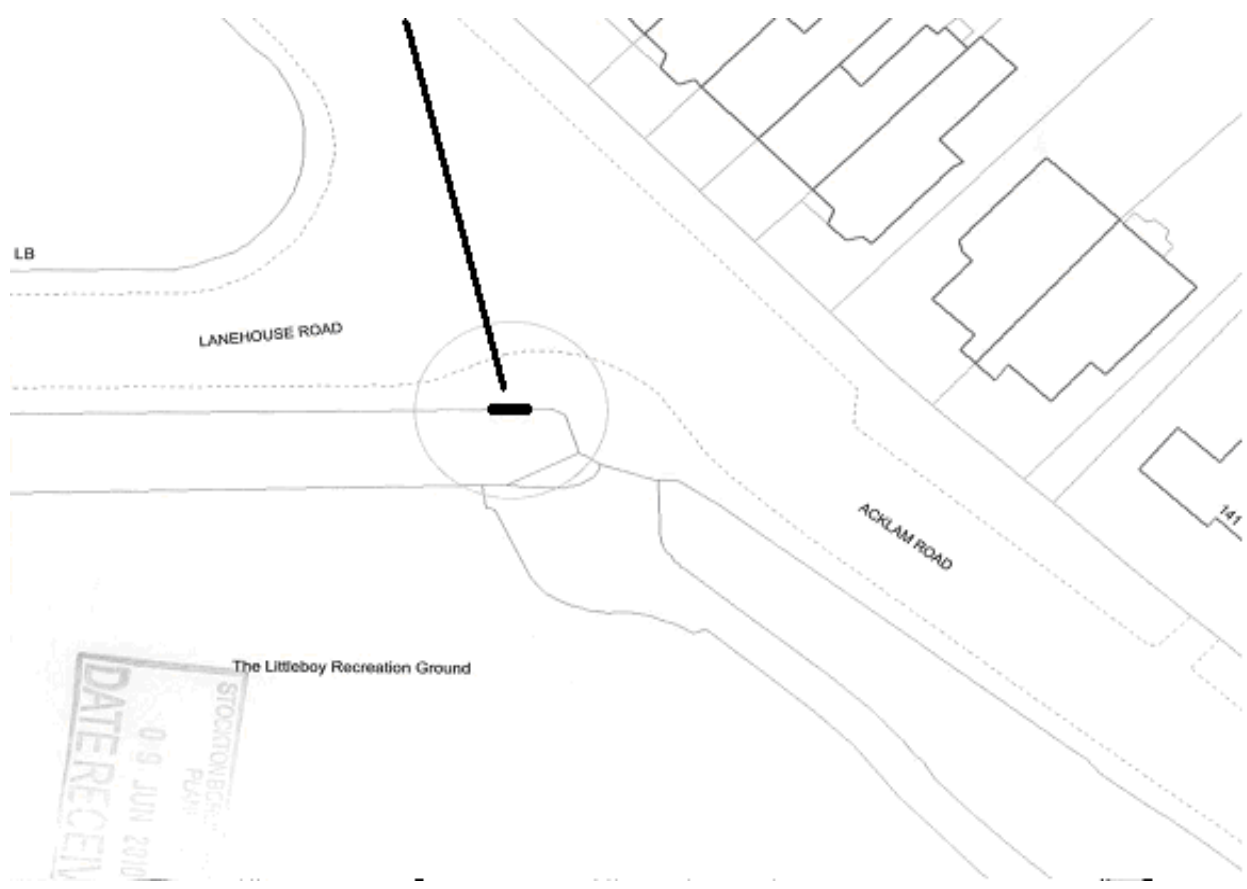 LB
LANEHOUSE ROAD
ACKLAM ROAD
141
The Littleboy Recreation Ground
STOCKTON
DATE RECEIV
09 JUN 2010